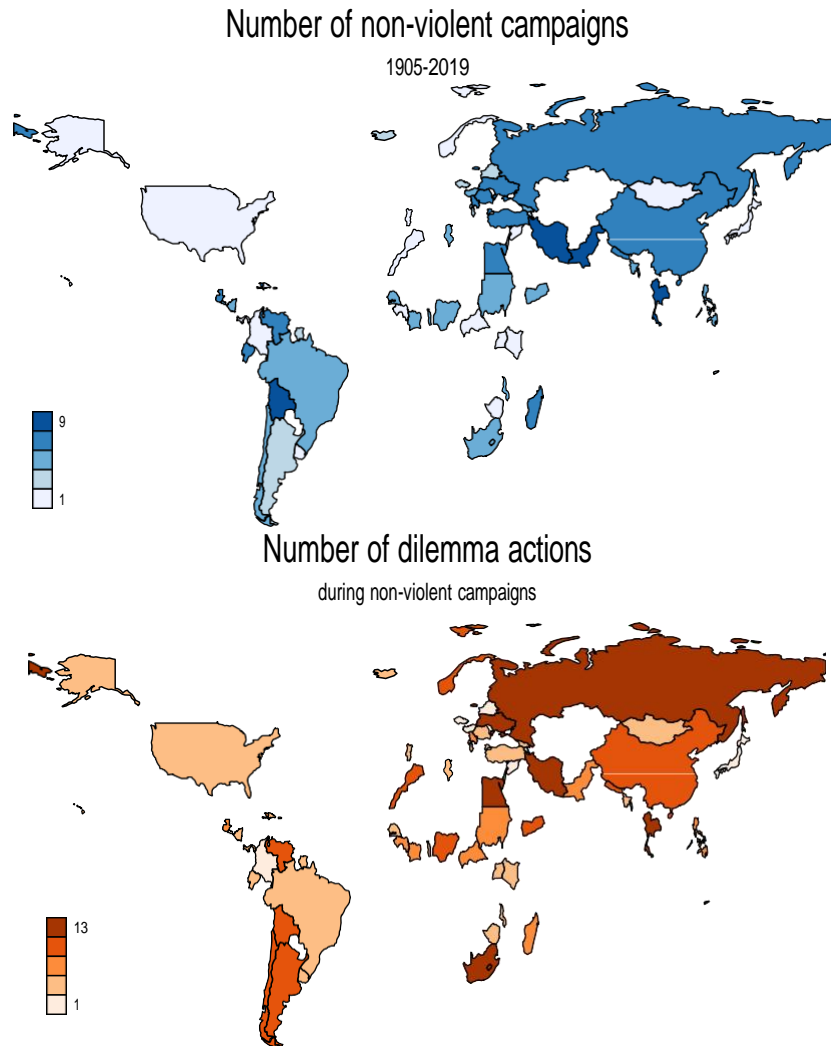 Number of non-violent campaigns
1905-2019
9
1
Number of dilemma actions
during non-violent campaigns
13
1